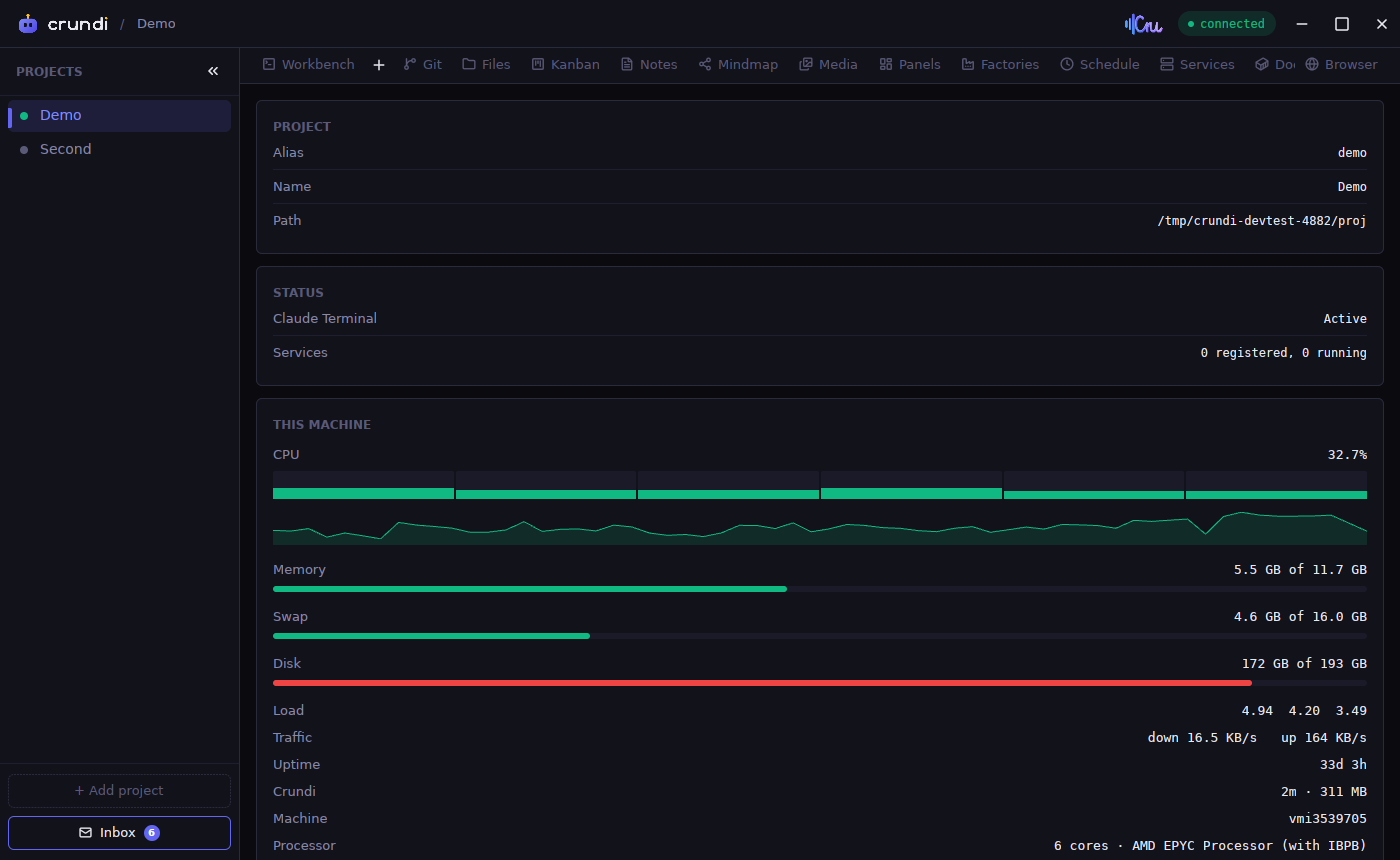 crundi / Demo
Cru
connected
PROJECTS
Workbench + Git Files Kanban Notes Mindmap Media Panels Factories Schedule Services Browser
Demo
Second
PROJECT
Alias demo
Name Demo
Path /tmp/crundi-devtest-4882/proj
STATUS
Claude Terminal Active
Services 0 registered, 0 running
THIS MACHINE
CPU 32.7%
Memory 5.5 GB of 11.7 GB
Swap 4.6 GB of 16.0 GB
Disk 172 GB of 193 GB
Load 4.94 4.20 3.49
Traffic down 16.5 KB/s up 164 KB/s
Uptime 33d 3h
Crundi 2m · 311 MB
Machine vmi3539705
Processor 6 cores · AMD EPYC Processor (with IBPB)
+ Add project
Inbox 6